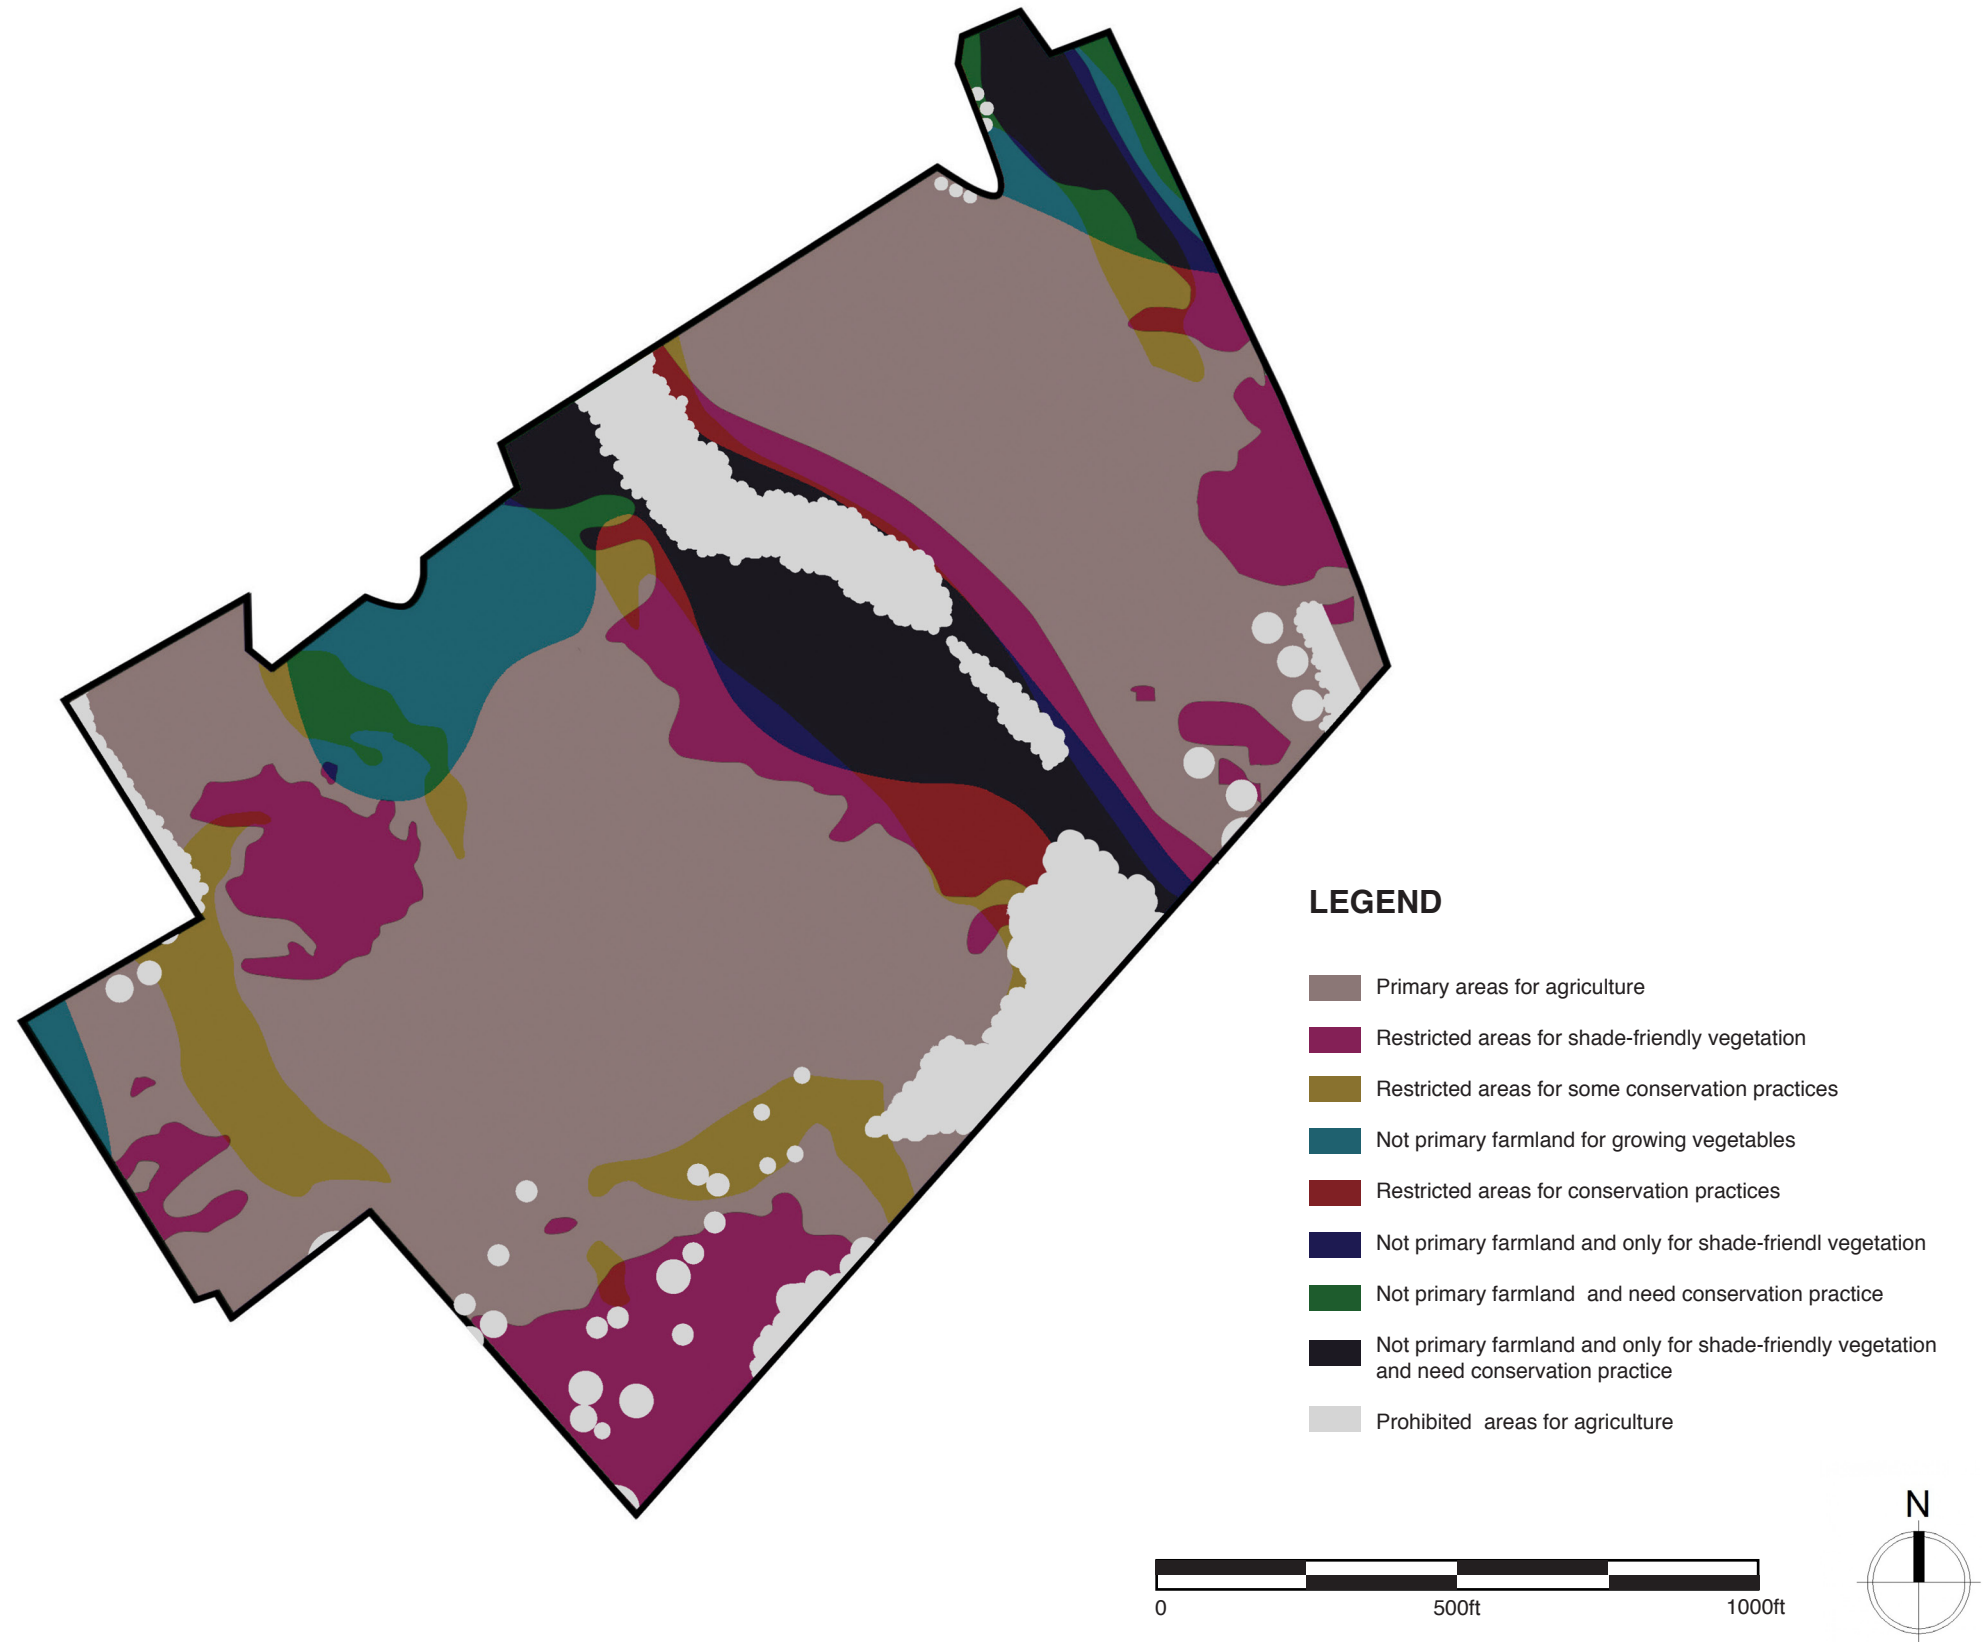 LEGEND
Primary areas for agriculture
Restricted areas for shade-friendly vegetation
Restricted areas for some conservation practices
Not primary farmland for growing vegetables
Restricted areas for conservation practices
Not primary farmland and only for shade-friendl vegetation
Not primary farmland  and need conservation practice
Not primary farmland and only for shade-friendly vegetation
and need conservation practice
Prohibited  areas for agriculture
N
0 500ft 1000ft